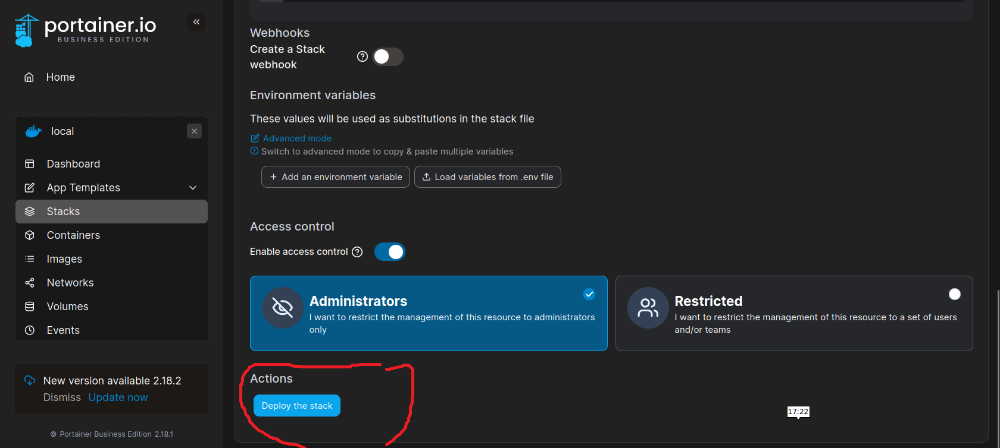 portainer.io
BUSINESS EDITION
Home
local
Dashboard
App Templates
Stacks
Containers
Images
Networks
Volumes
Events
New version available 2.18.2
Dismiss Update now
© Portainer Business Edition 2.18.1
Webhooks
Create a Stack
webhook
Environment variables
These values will be used as substitutions in the stack file
Advanced mode
Switch to advanced mode to copy & paste multiple variables
+ Add an environment variable Load variables from .env file
Access control
Enable access control
Administrators
I want to restrict the management of this resource to administrators
only
Restricted
I want to restrict the management of this resource to a set of users
and/or teams
Actions
Deploy the stack
17:22